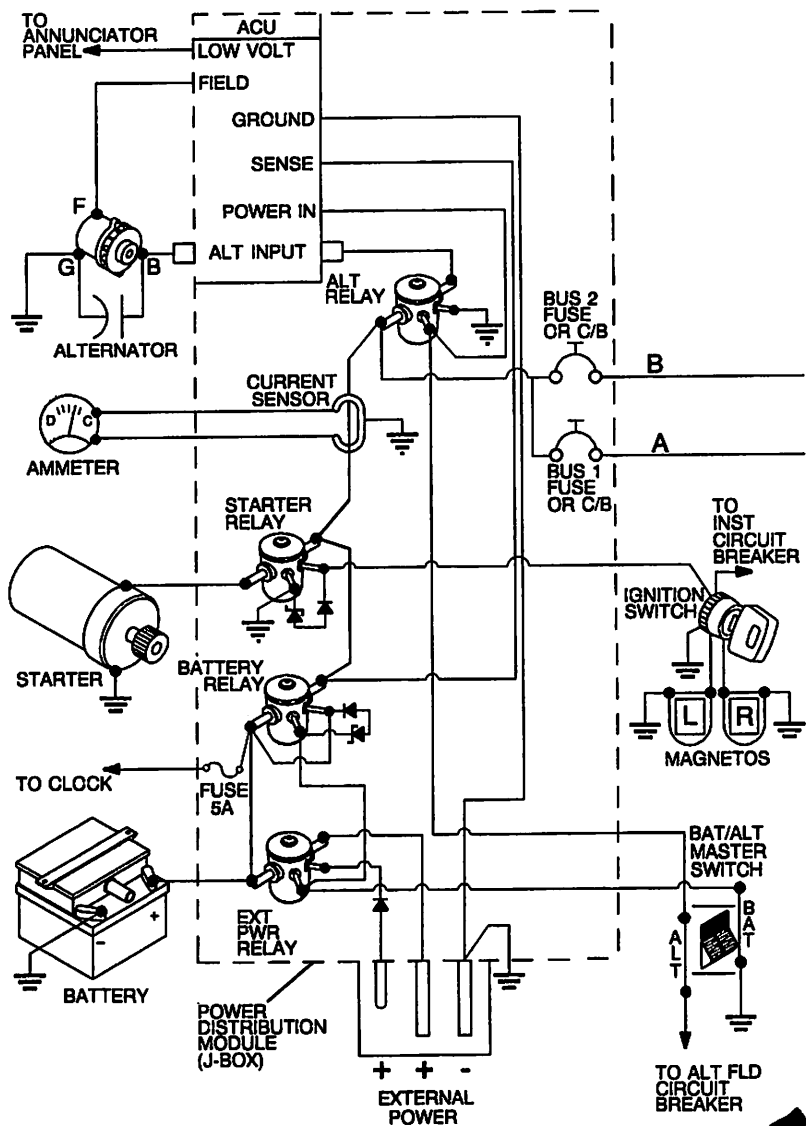 TO
ANNUNCIATOR
PANEL
ACU
LOW VOLT
FIELD
GROUND
SENSE
POWER IN
ALT INPUT
F
G
B
ALTERNATOR
ALT
RELAY
BUS 2
FUSE
OR C/B
B
CURRENT
SENSOR
D
C
AMMETER
A
BUS 1
FUSE
OR C/B
STARTER
RELAY
TO
INST
CIRCUIT
BREAKER
IGNITION
SWITCH
STARTER
BATTERY
RELAY
L
R
MAGNETOS
TO CLOCK
FUSE
5A
BAT/ALT
MASTER
SWITCH
ALT
BAT
EXT
PWR
RELAY
-
+
BATTERY
POWER
DISTRIBUTION
MODULE
(J-BOX)
+ + -
EXTERNAL
POWER
TO ALT FLD
CIRCUIT
BREAKER